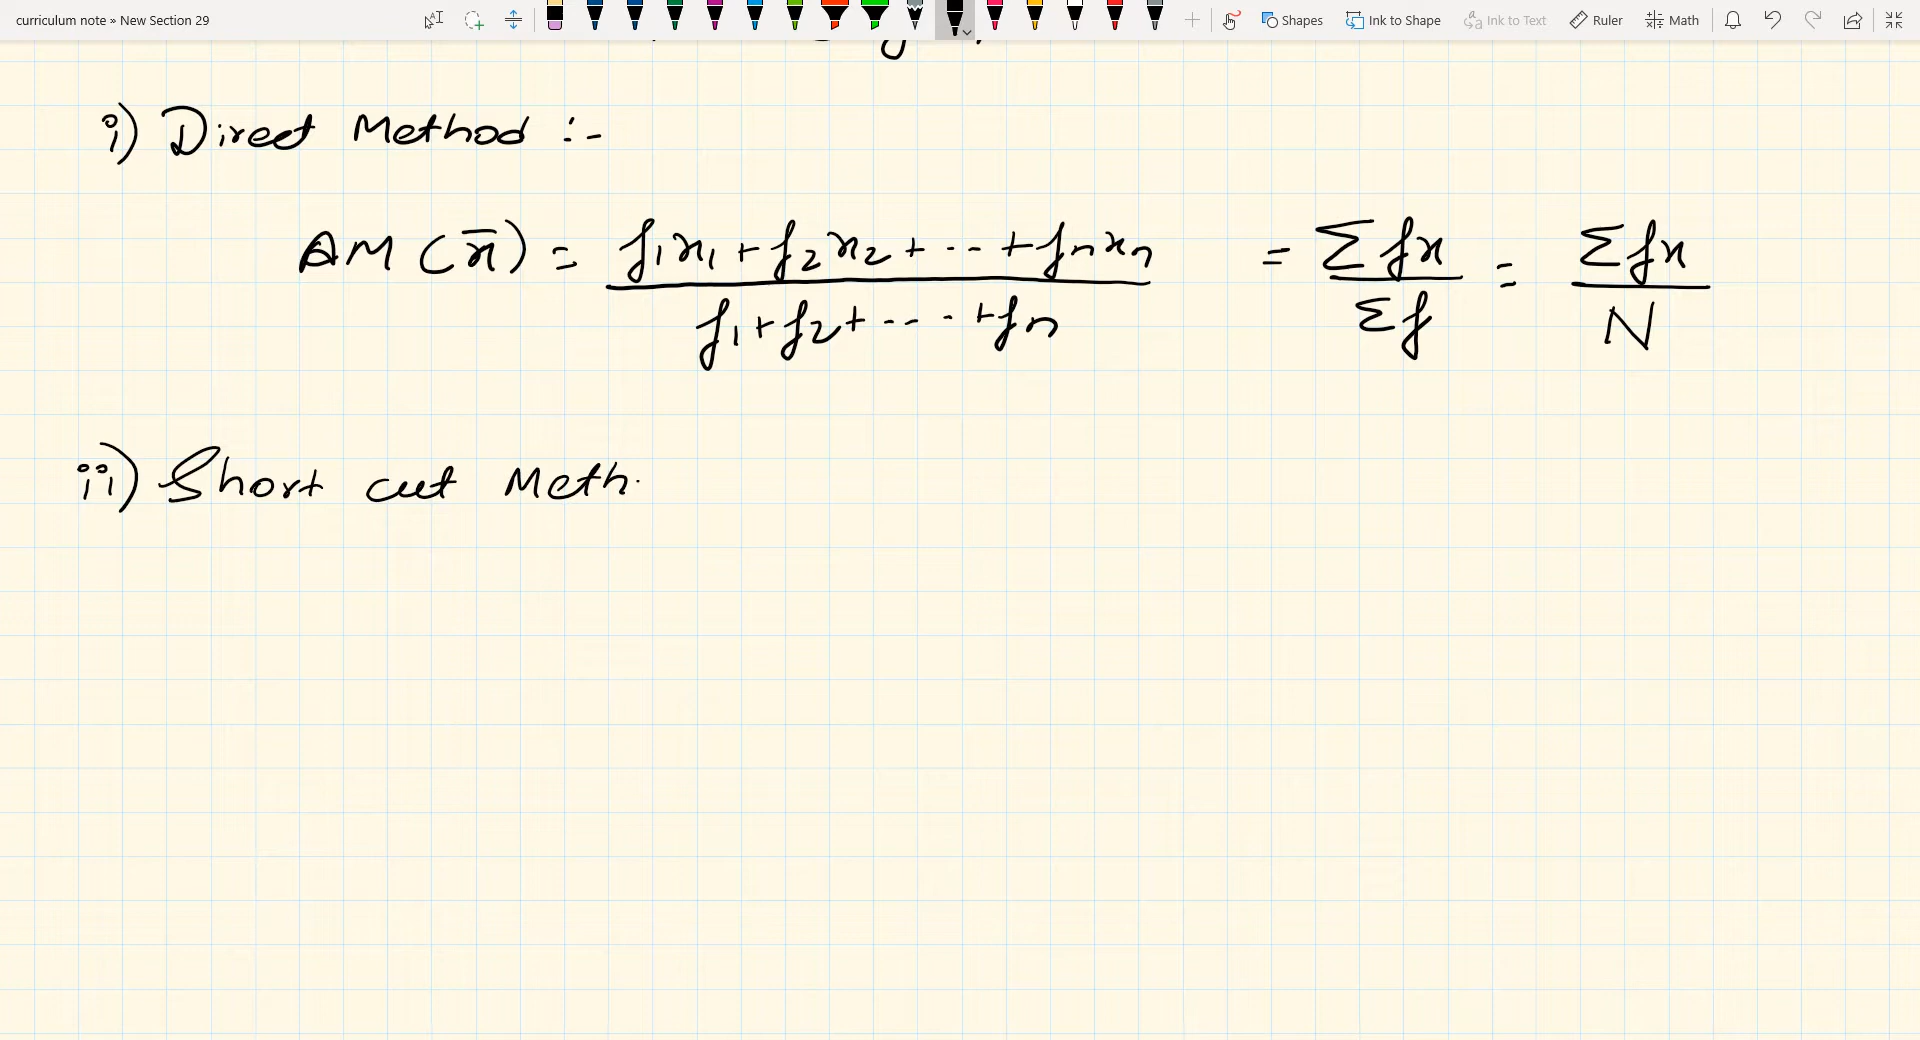 curriculum note » New Section 29
Shapes Ink to Shape Ink to Text Ruler Math
i) Direct Method :-
AM (x̄) = f₁x₁ + f₂x₂ + ... + fₙxₙ / f₁ + f₂ + .... + fₙ = Σfx / Σf = Σfx / N
ii) Short cut Meth